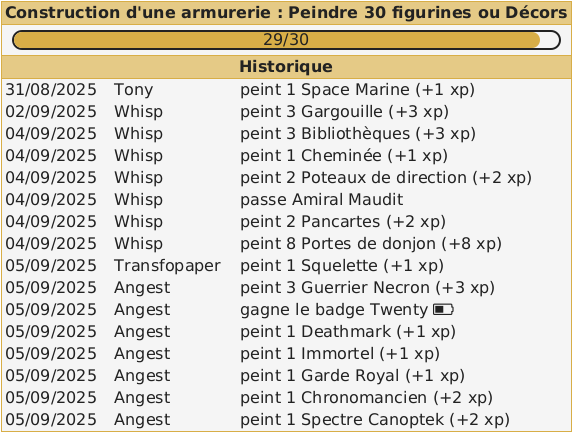 Construction d'une armurerie : Peindre 30 figurines ou Décors
29/30
Historique
31/08/2025 Tony peint 1 Space Marine (+1 xp)
02/09/2025 Whisp peint 3 Gargouille (+3 xp)
04/09/2025 Whisp peint 3 Bibliothèques (+3 xp)
04/09/2025 Whisp peint 1 Cheminée (+1 xp)
04/09/2025 Whisp peint 2 Poteaux de direction (+2 xp)
04/09/2025 Whisp passe Amiral Maudit
04/09/2025 Whisp peint 2 Pancartes (+2 xp)
04/09/2025 Whisp peint 8 Portes de donjon (+8 xp)
05/09/2025 Transfopaper peint 1 Squelette (+1 xp)
05/09/2025 Angest peint 3 Guerrier Necron (+3 xp)
05/09/2025 Angest gagne le badge Twenty
05/09/2025 Angest peint 1 Deathmark (+1 xp)
05/09/2025 Angest peint 1 Immortel (+1 xp)
05/09/2025 Angest peint 1 Garde Royal (+1 xp)
05/09/2025 Angest peint 1 Chronomancien (+2 xp)
05/09/2025 Angest peint 1 Spectre Canoptek (+2 xp)